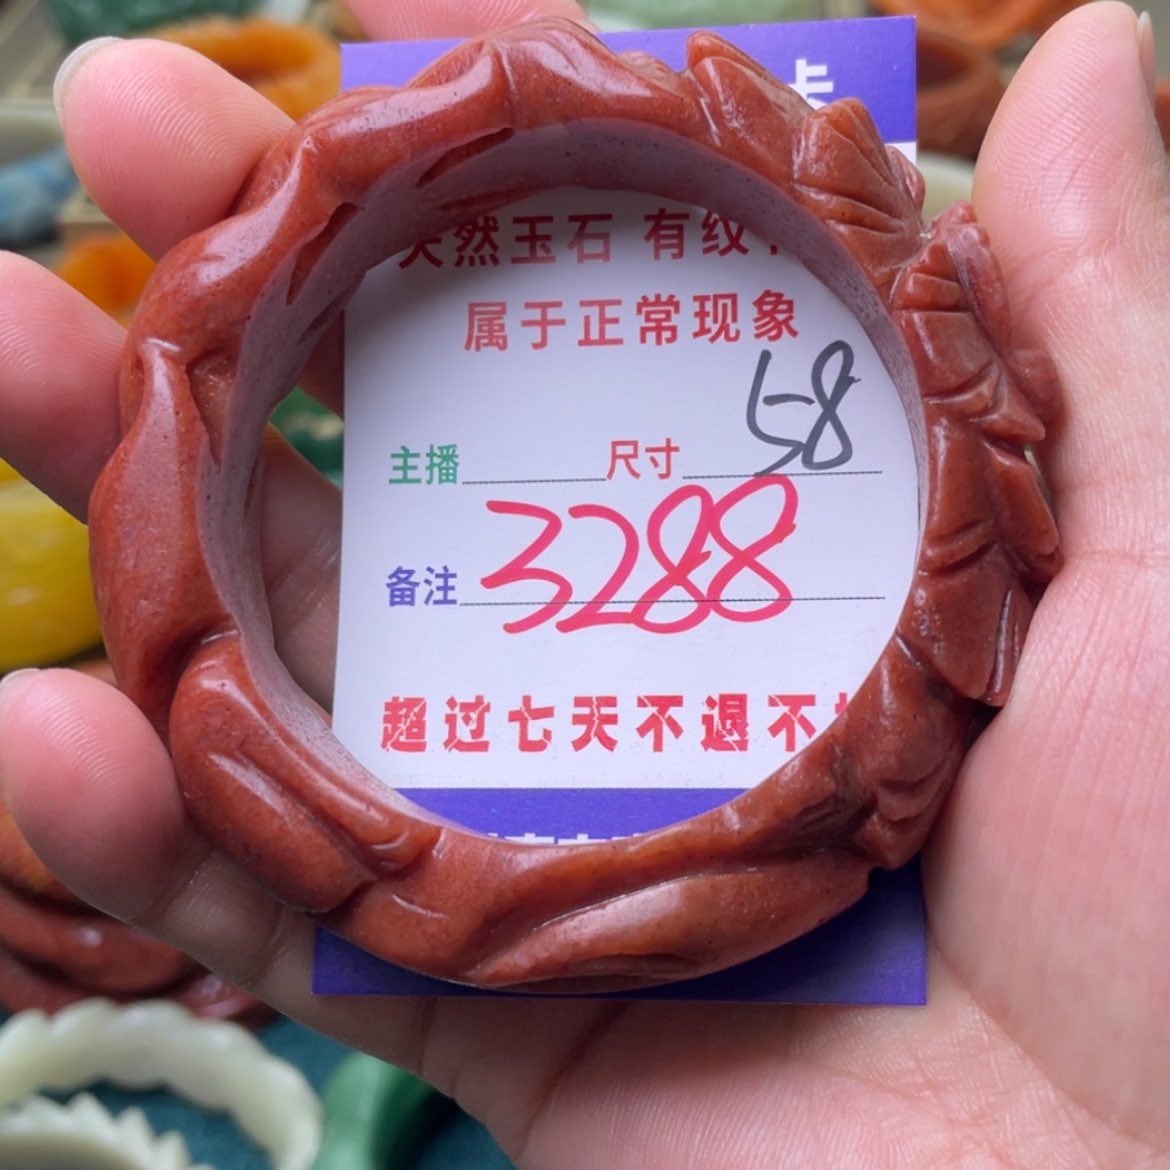 卡
天然玉石 有纹
属于正常现象
58
主播 尺寸
3288
备注
超过七天不退不